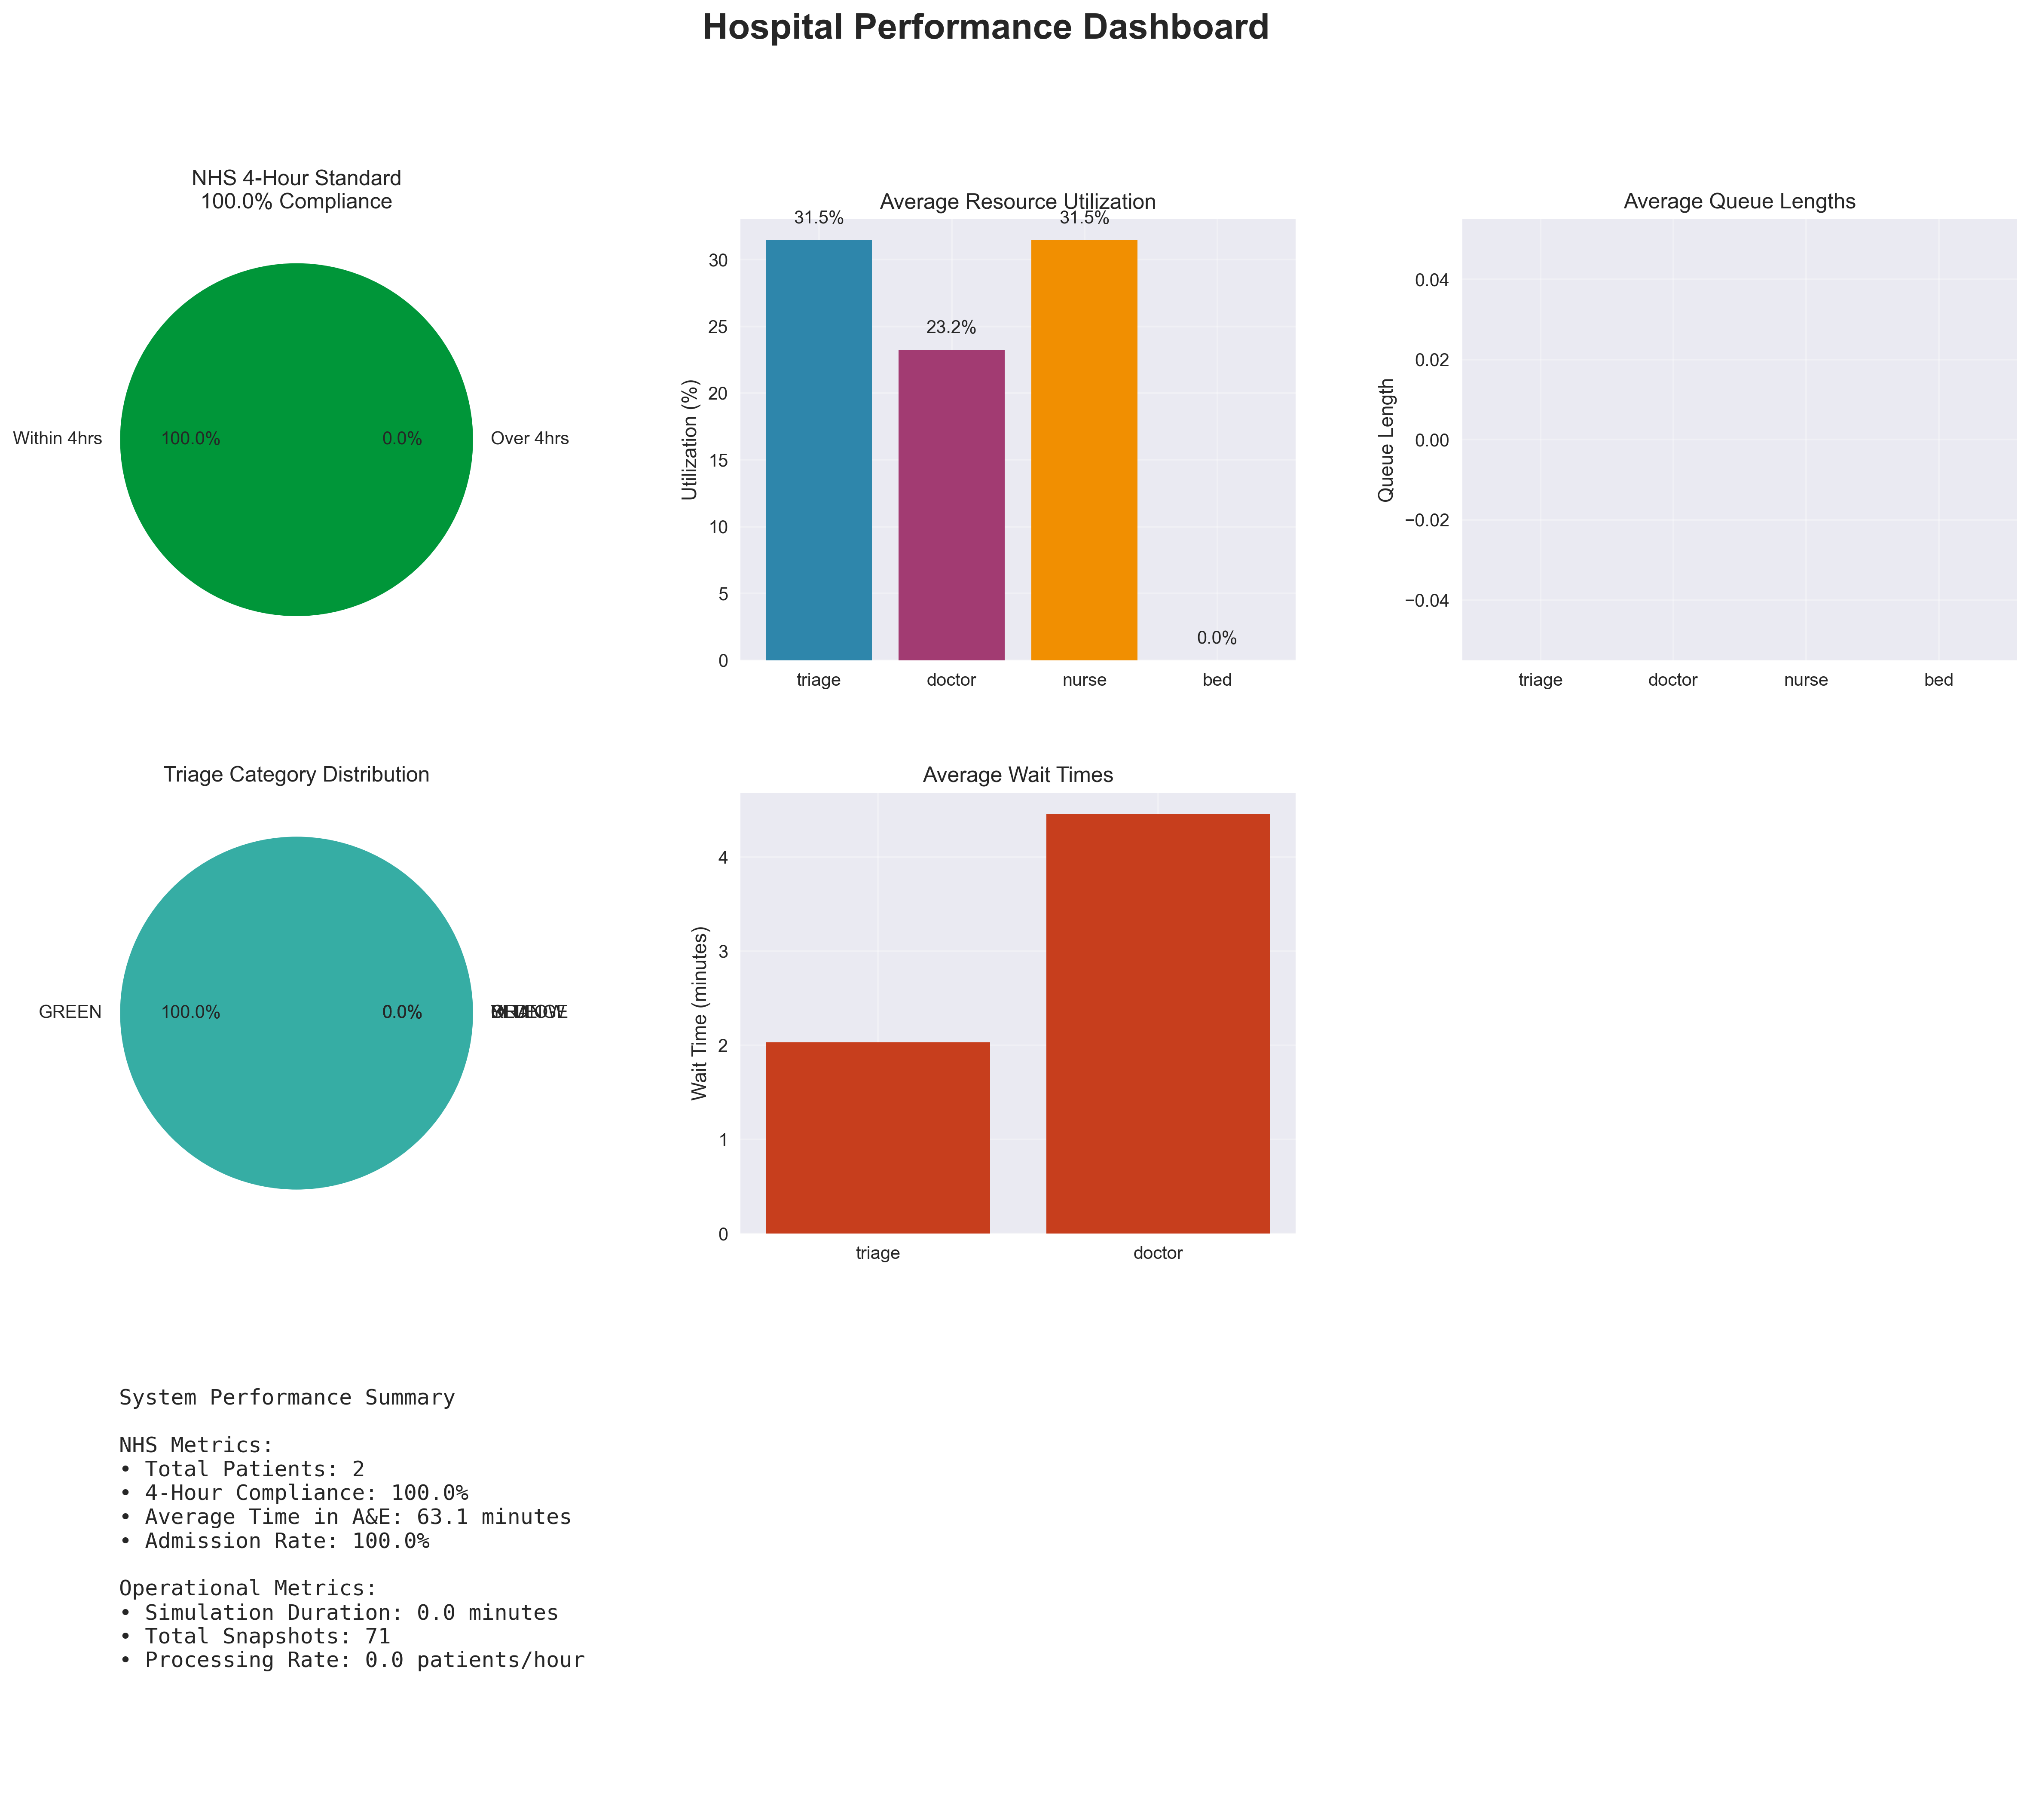 Hospital Performance Dashboard
NHS 4-Hour Standard
100.0% Compliance
Within 4hrs
100.0%
0.0%
Over 4hrs
Average Resource Utilization
Utilization (%)
30
25
20
15
10
5
0
31.5%
23.2%
31.5%
0.0%
triage
doctor
nurse
bed
Average Queue Lengths
Queue Length
0.04
0.02
0.00
−0.02
−0.04
triage
doctor
nurse
bed
Triage Category Distribution
GREEN
100.0%
0.0%
Average Wait Times
Wait Time (minutes)
4
3
2
1
0
triage
doctor
System Performance Summary
NHS Metrics:
• Total Patients: 2
• 4-Hour Compliance: 100.0%
• Average Time in A&E: 63.1 minutes
• Admission Rate: 100.0%
Operational Metrics:
• Simulation Duration: 0.0 minutes
• Total Snapshots: 71
• Processing Rate: 0.0 patients/hour